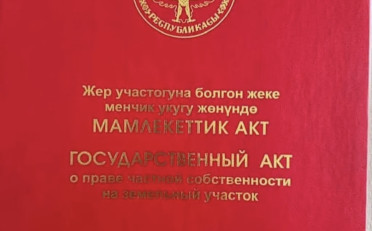 РЕСПУБЛИКАСЫ
Жер участогуна болгон жеке
менчик укугу жөнүндө
МАМЛЕКЕТТИК АКТ
ГОСУДАРСТВЕННЫЙ АКТ
о праве частной собственности
на земельный участок